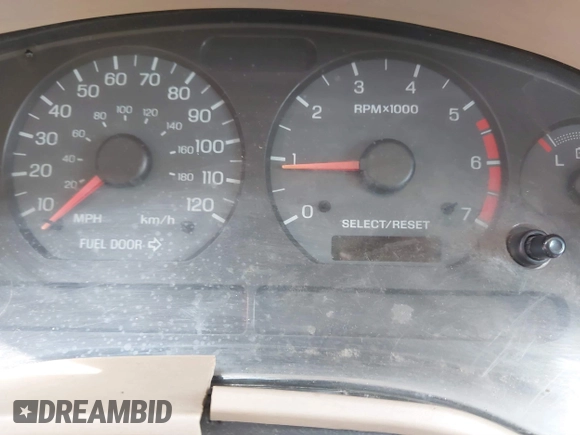 10 20 30 40 50 60 70 80 90 100 110 120
20 40 60 80 100 120 140 160 180
MPH km/h
FUEL DOOR
0 1 2 3 4 5 6 7
RPM×1000
SELECT/RESET
L
DREAMBID